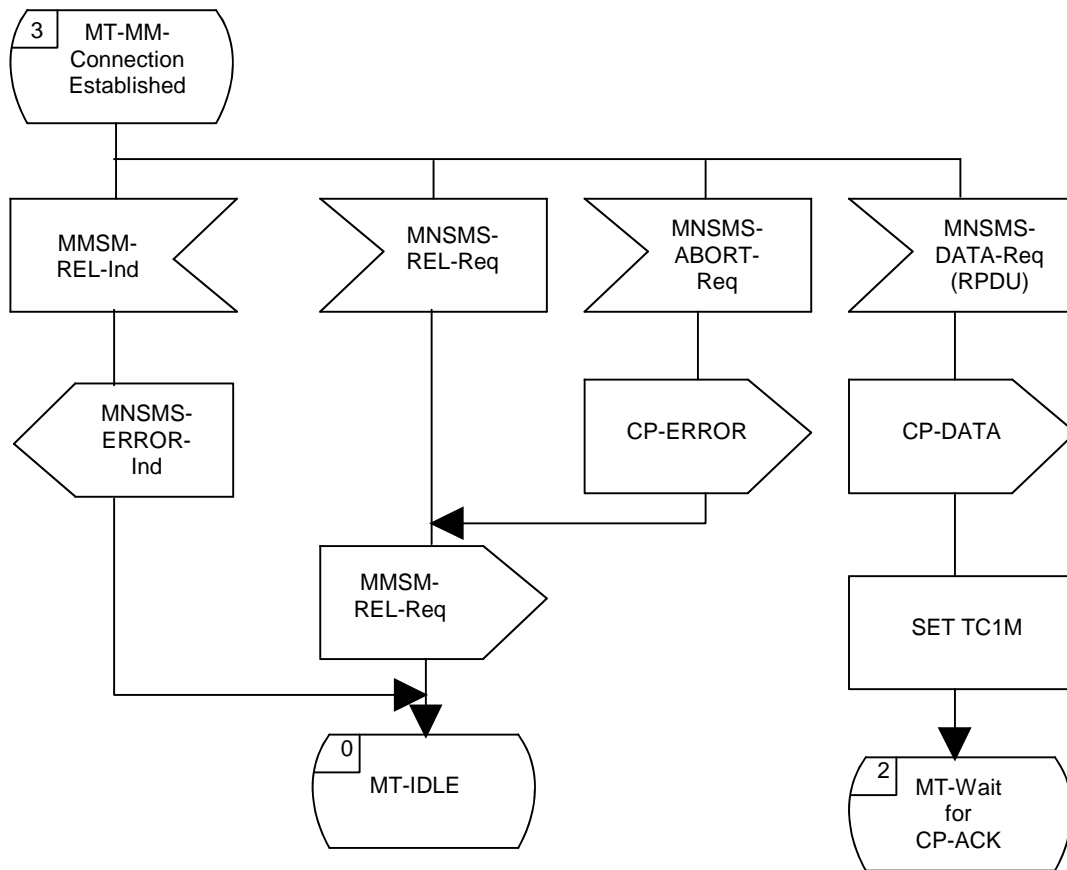 3
MT-MM-
Connection
Established
MMSM-
REL-Ind
MNSMS-
REL-Req
MNSMS-
ABORT-
Req
MNSMS-
DATA-Req
(RPDU)
MNSMS-
ERROR-
Ind
CP-ERROR
CP-DATA
MMSM-
REL-Req
SET TC1M
0
MT-IDLE
2
MT-Wait
for
CP-ACK